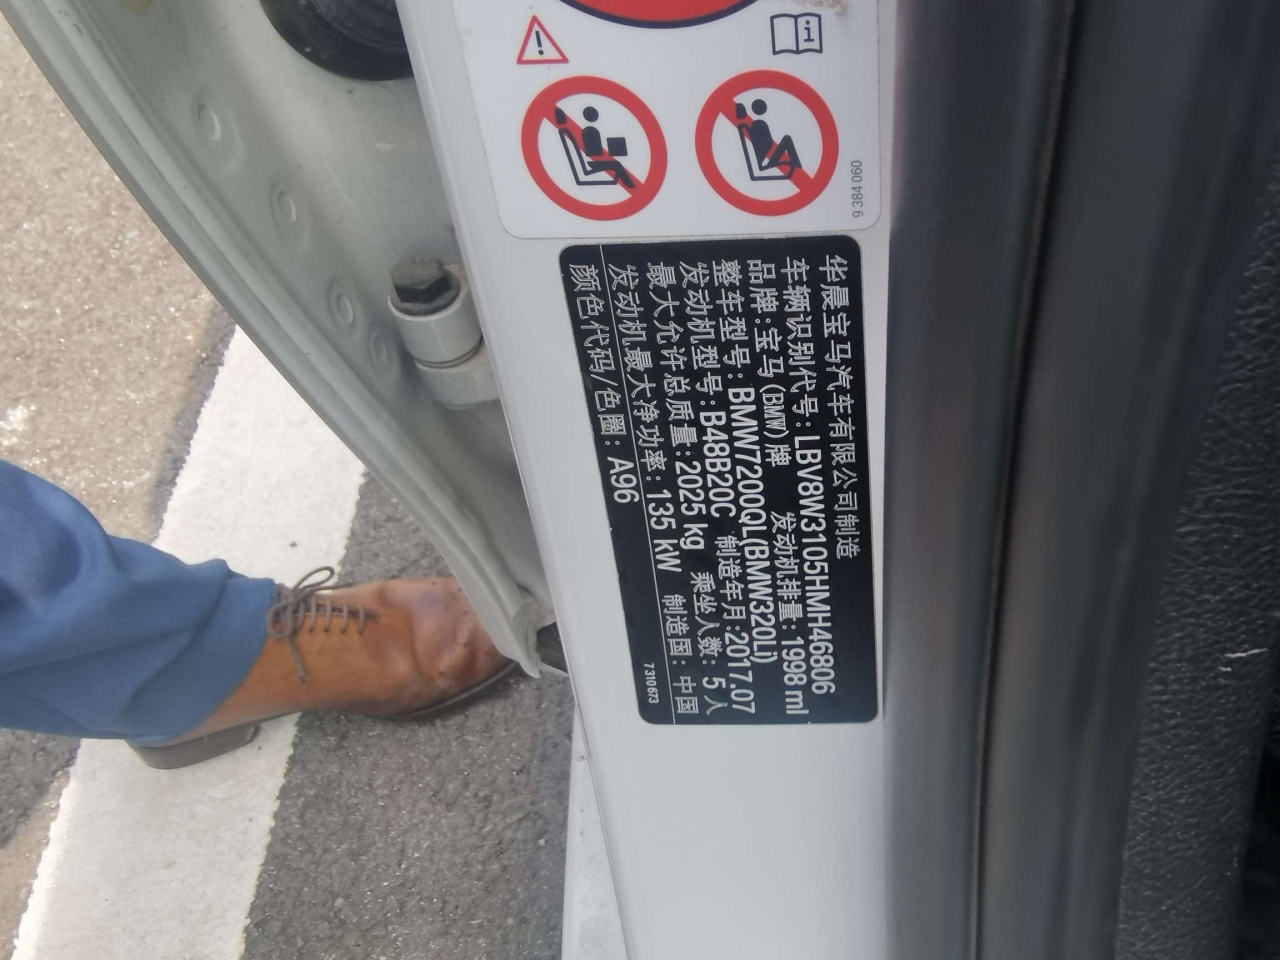 9 384 060
华晨宝马汽车有限公司制造
车辆识别代号: LBV8W3105HMH46806
品牌: 宝马(BMW)牌 发动机排量: 1998 ml
整车型号: BMW7200QL(BMW320Li)
发动机型号: B48B20C 制造年月: 2017.07
最大允许总质量: 2025 kg 乘坐人数: 5 人
发动机最大净功率: 135 kW 制造国: 中国
颜色代码/色圈: A96
7310673